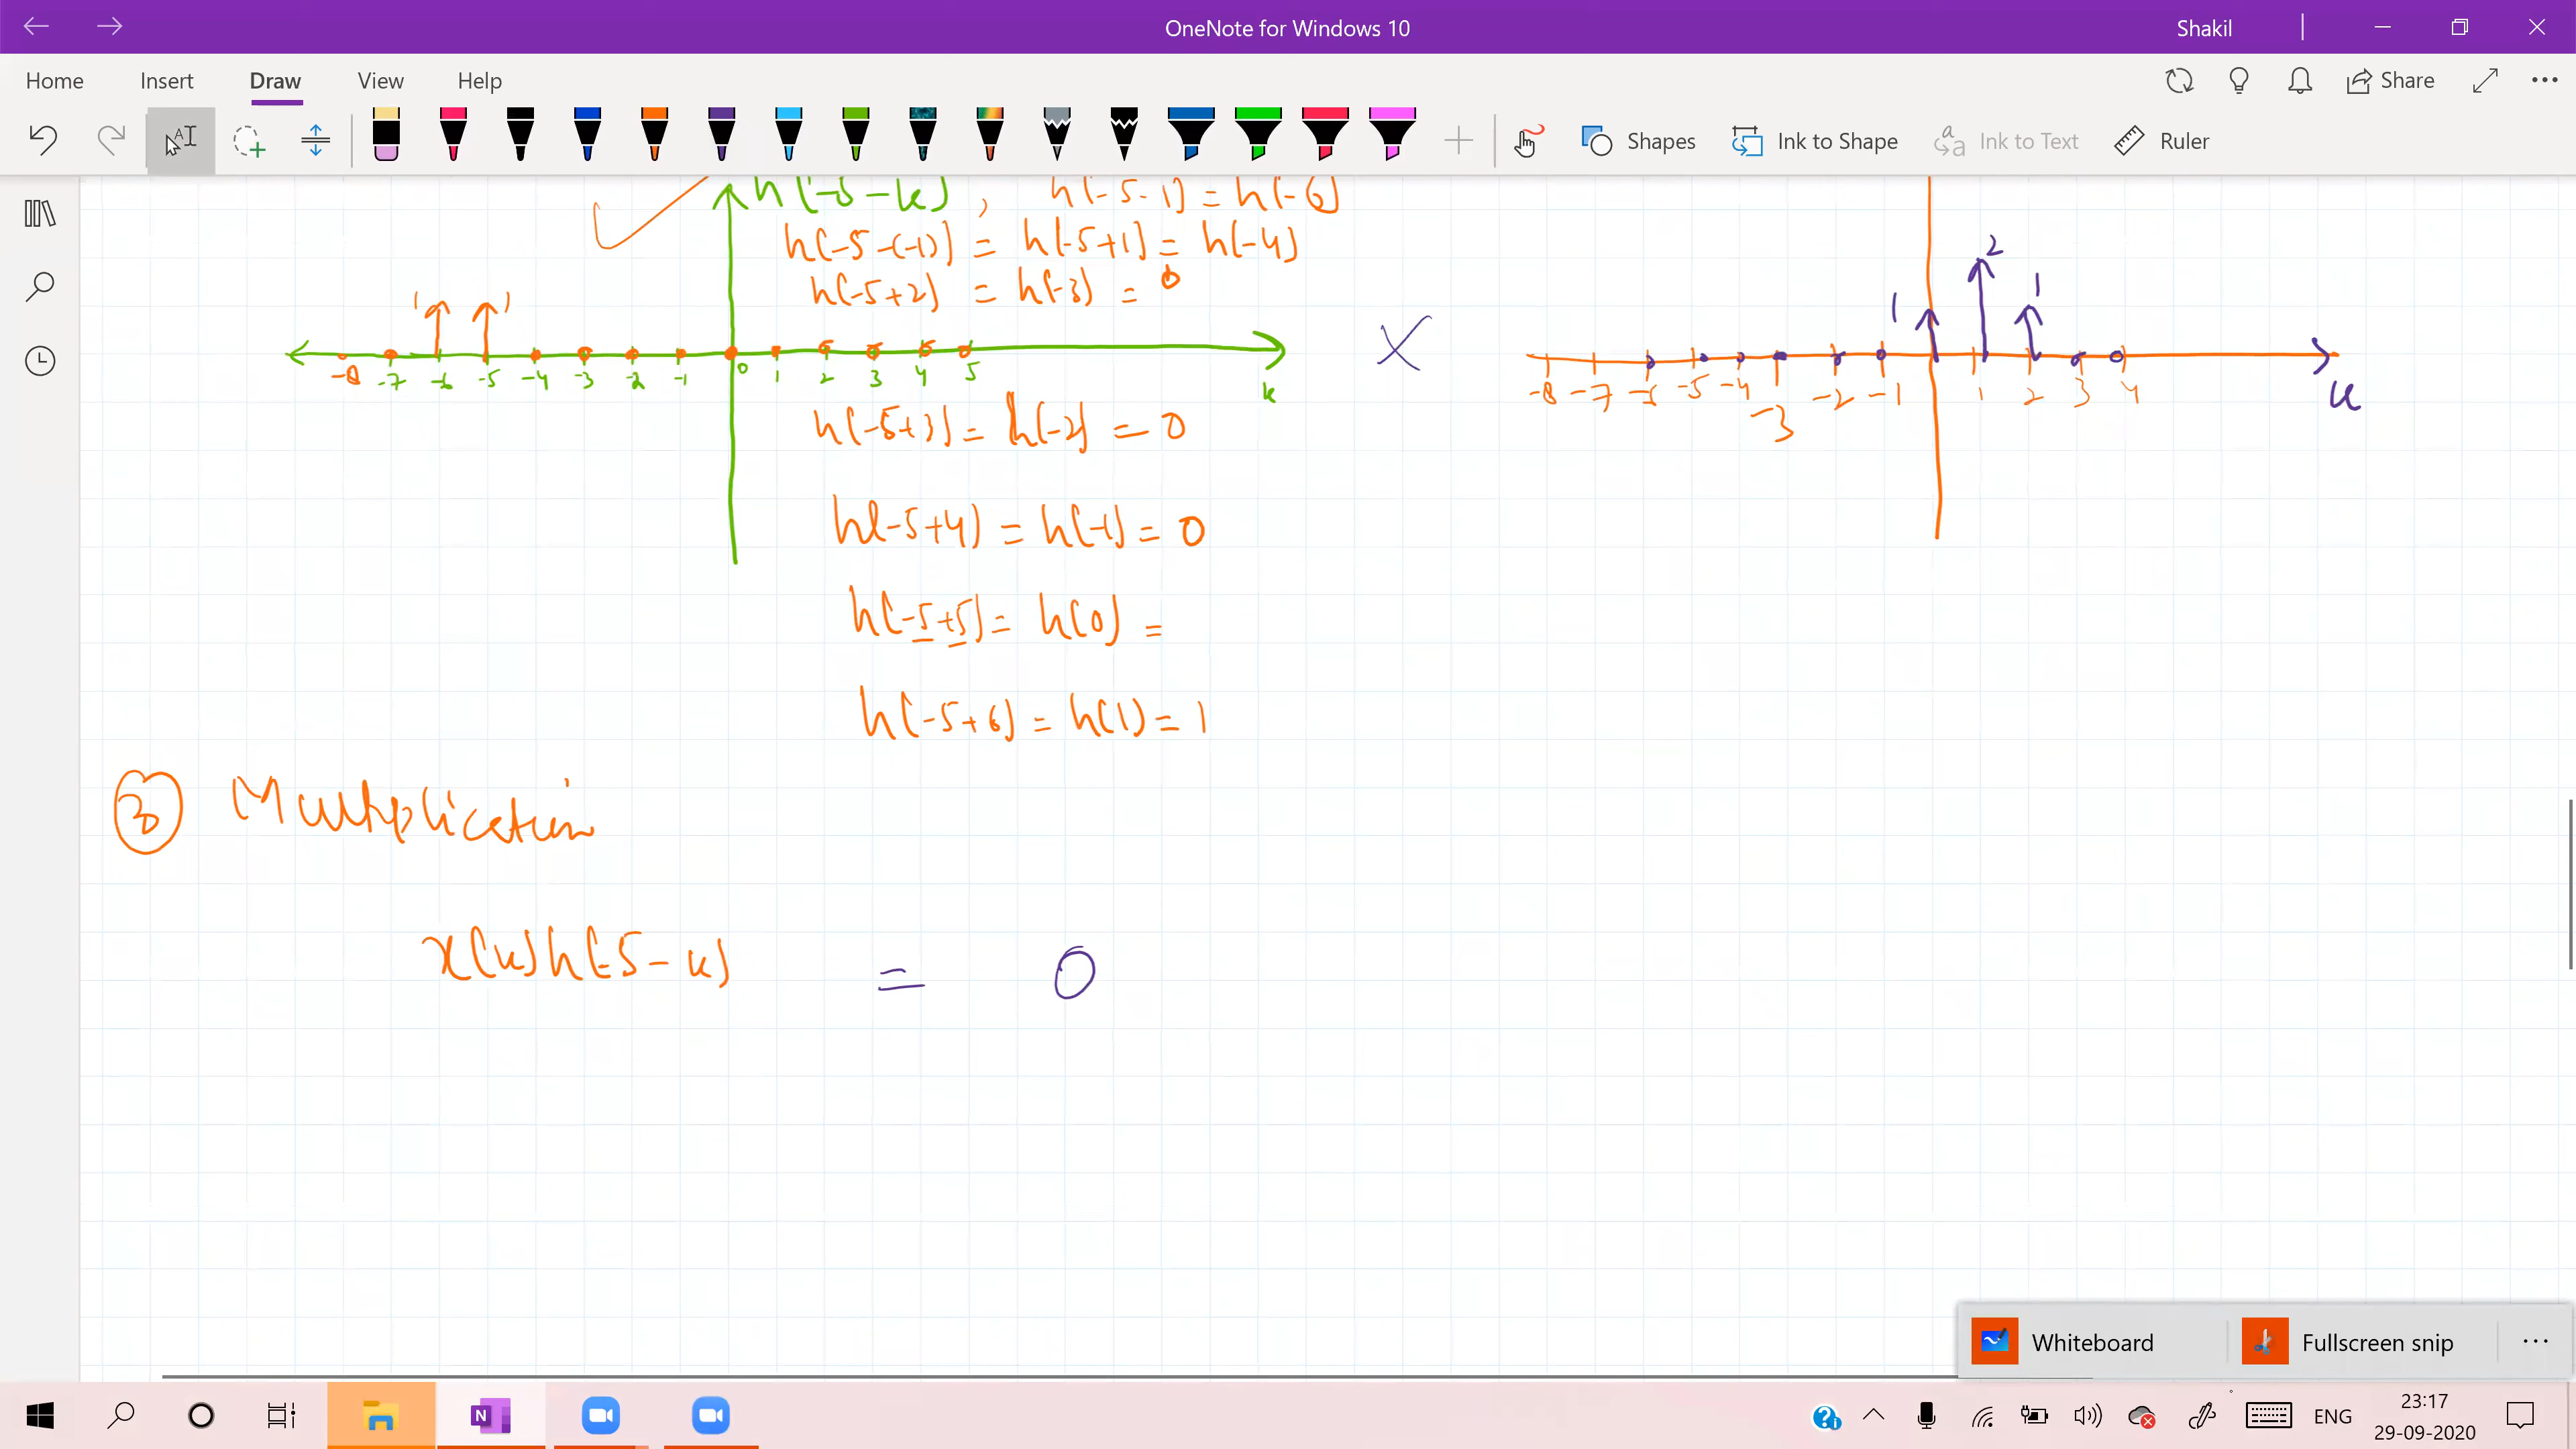 OneNote for Windows 10
Shakil
Home Insert Draw View Help
Share
Shapes Ink to Shape Ink to Text Ruler
h(-5-k) , h(-5-1) = h(-6)
h(-5-(-1)) = h(-5+1) = h(-4)
h(-5+2) = h(-3) = 0
1 1
-8 -7 -6 -5 -4 -3 -2 -1 0 1 2 3 4 5
k
X
1 2 1
-8 -7 -5 -4 -3 -2 -1 1 2 3 4
k
h(-5+3) = h(-2) = 0
h(-5+4) = h(-1) = 0
h(-5+5) = h(0) =
h(-5+6) = h(1) = 1
3 Multiplication
x(k)h(-5-k) = 0
Whiteboard
Fullscreen snip
ENG
23:17
29-09-2020